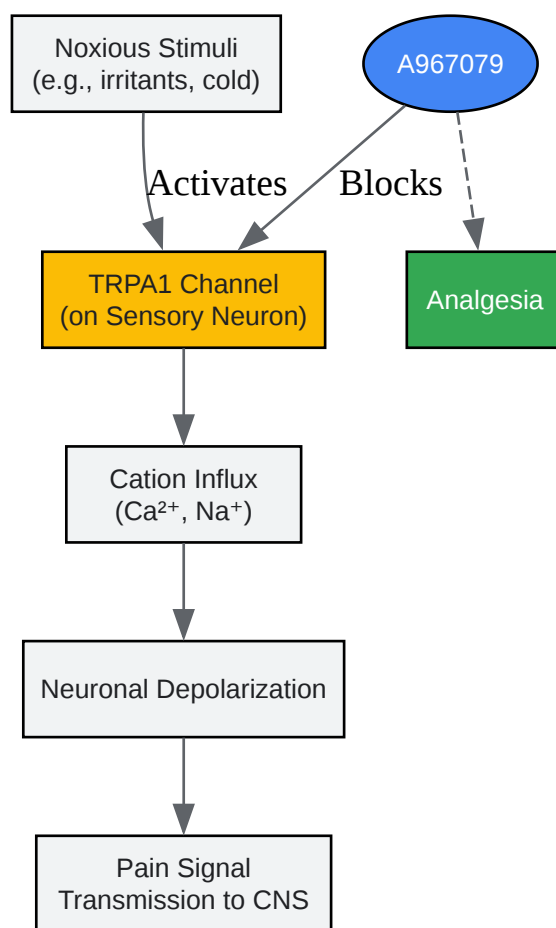 Noxious Stimuli
(e.g., irritants, cold)
A967079
Activates
Blocks
TRPA1 Channel
(on Sensory Neuron)
Analgesia
Cation Influx
(Ca²⁺, Na⁺)
Neuronal Depolarization
Pain Signal
Transmission to CNS